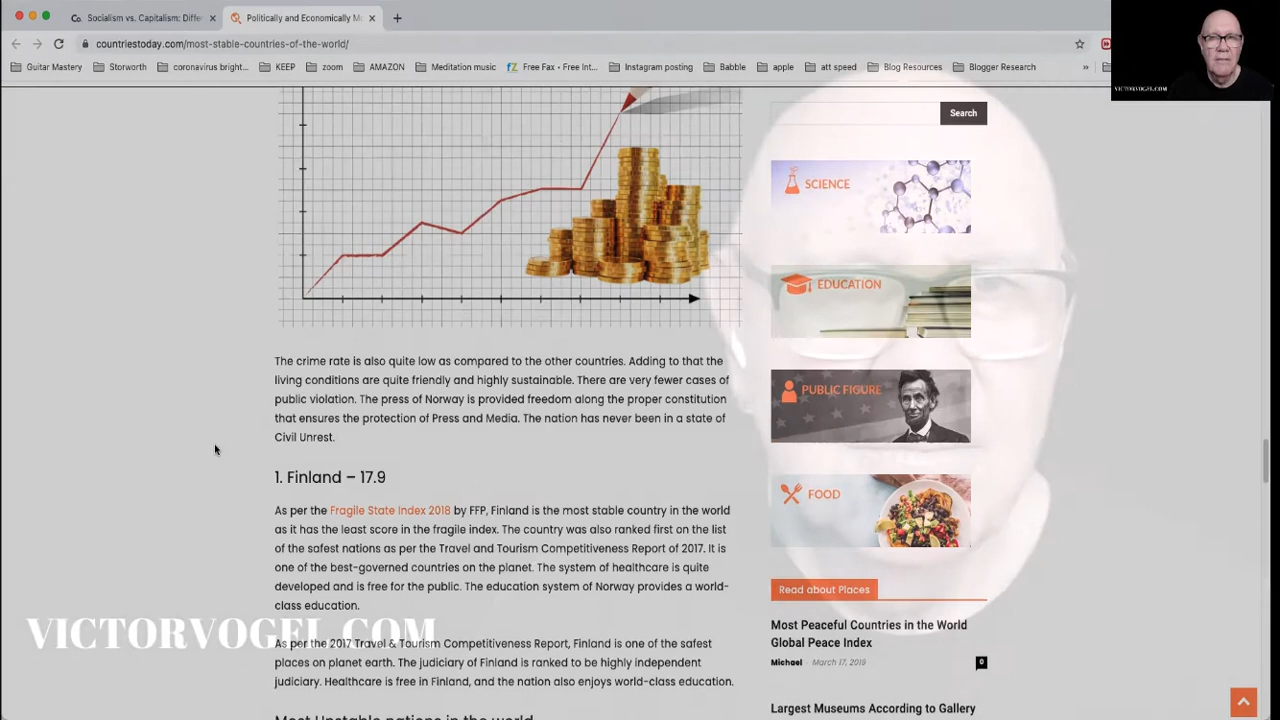 Co. Socialism vs. Capitalism: Diffe
Politically and Economically Mo
countriestoday.com/most-stable-countries-of-the-world/
Guitar Mastery
Storworth
coronavirus bright...
KEEP
zoom
AMAZON
Meditation music
Free Fax • Free Int...
Instagram posting
Babble
apple
att speed
Blog Resources
Blogger Research
»
VICTORVOGEL.COM
Search
SCIENCE
EDUCATION
PUBLIC FIGURE
FOOD
The crime rate is also quite low as compared to the other countries. Adding to that the
living conditions are quite friendly and highly sustainable. There are very fewer cases of
public violation. The press of Norway is provided freedom along the proper constitution
that ensures the protection of Press and Media. The nation has never been in a state of
Civil Unrest.
1. Finland – 17.9
As per the Fragile State Index 2018 by FFP, Finland is the most stable country in the world
as it has the least score in the fragile index. The country was also ranked first on the list
of the safest nations as per the Travel and Tourism Competitiveness Report of 2017. It is
one of the best-governed countries on the planet. The system of healthcare is quite
developed and is free for the public. The education system of Norway provides a world-
class education.
VICTORVOGEL.COM
As per the 2017 Travel & Tourism Competitiveness Report, Finland is one of the safest
places on planet earth. The judiciary of Finland is ranked to be highly independent
judiciary. Healthcare is free in Finland, and the nation also enjoys world-class education.
Most Unstable nations in the world
Read about Places
Most Peaceful Countries in the World
Global Peace Index
Michael - March 17, 2019
0
Largest Museums According to Gallery